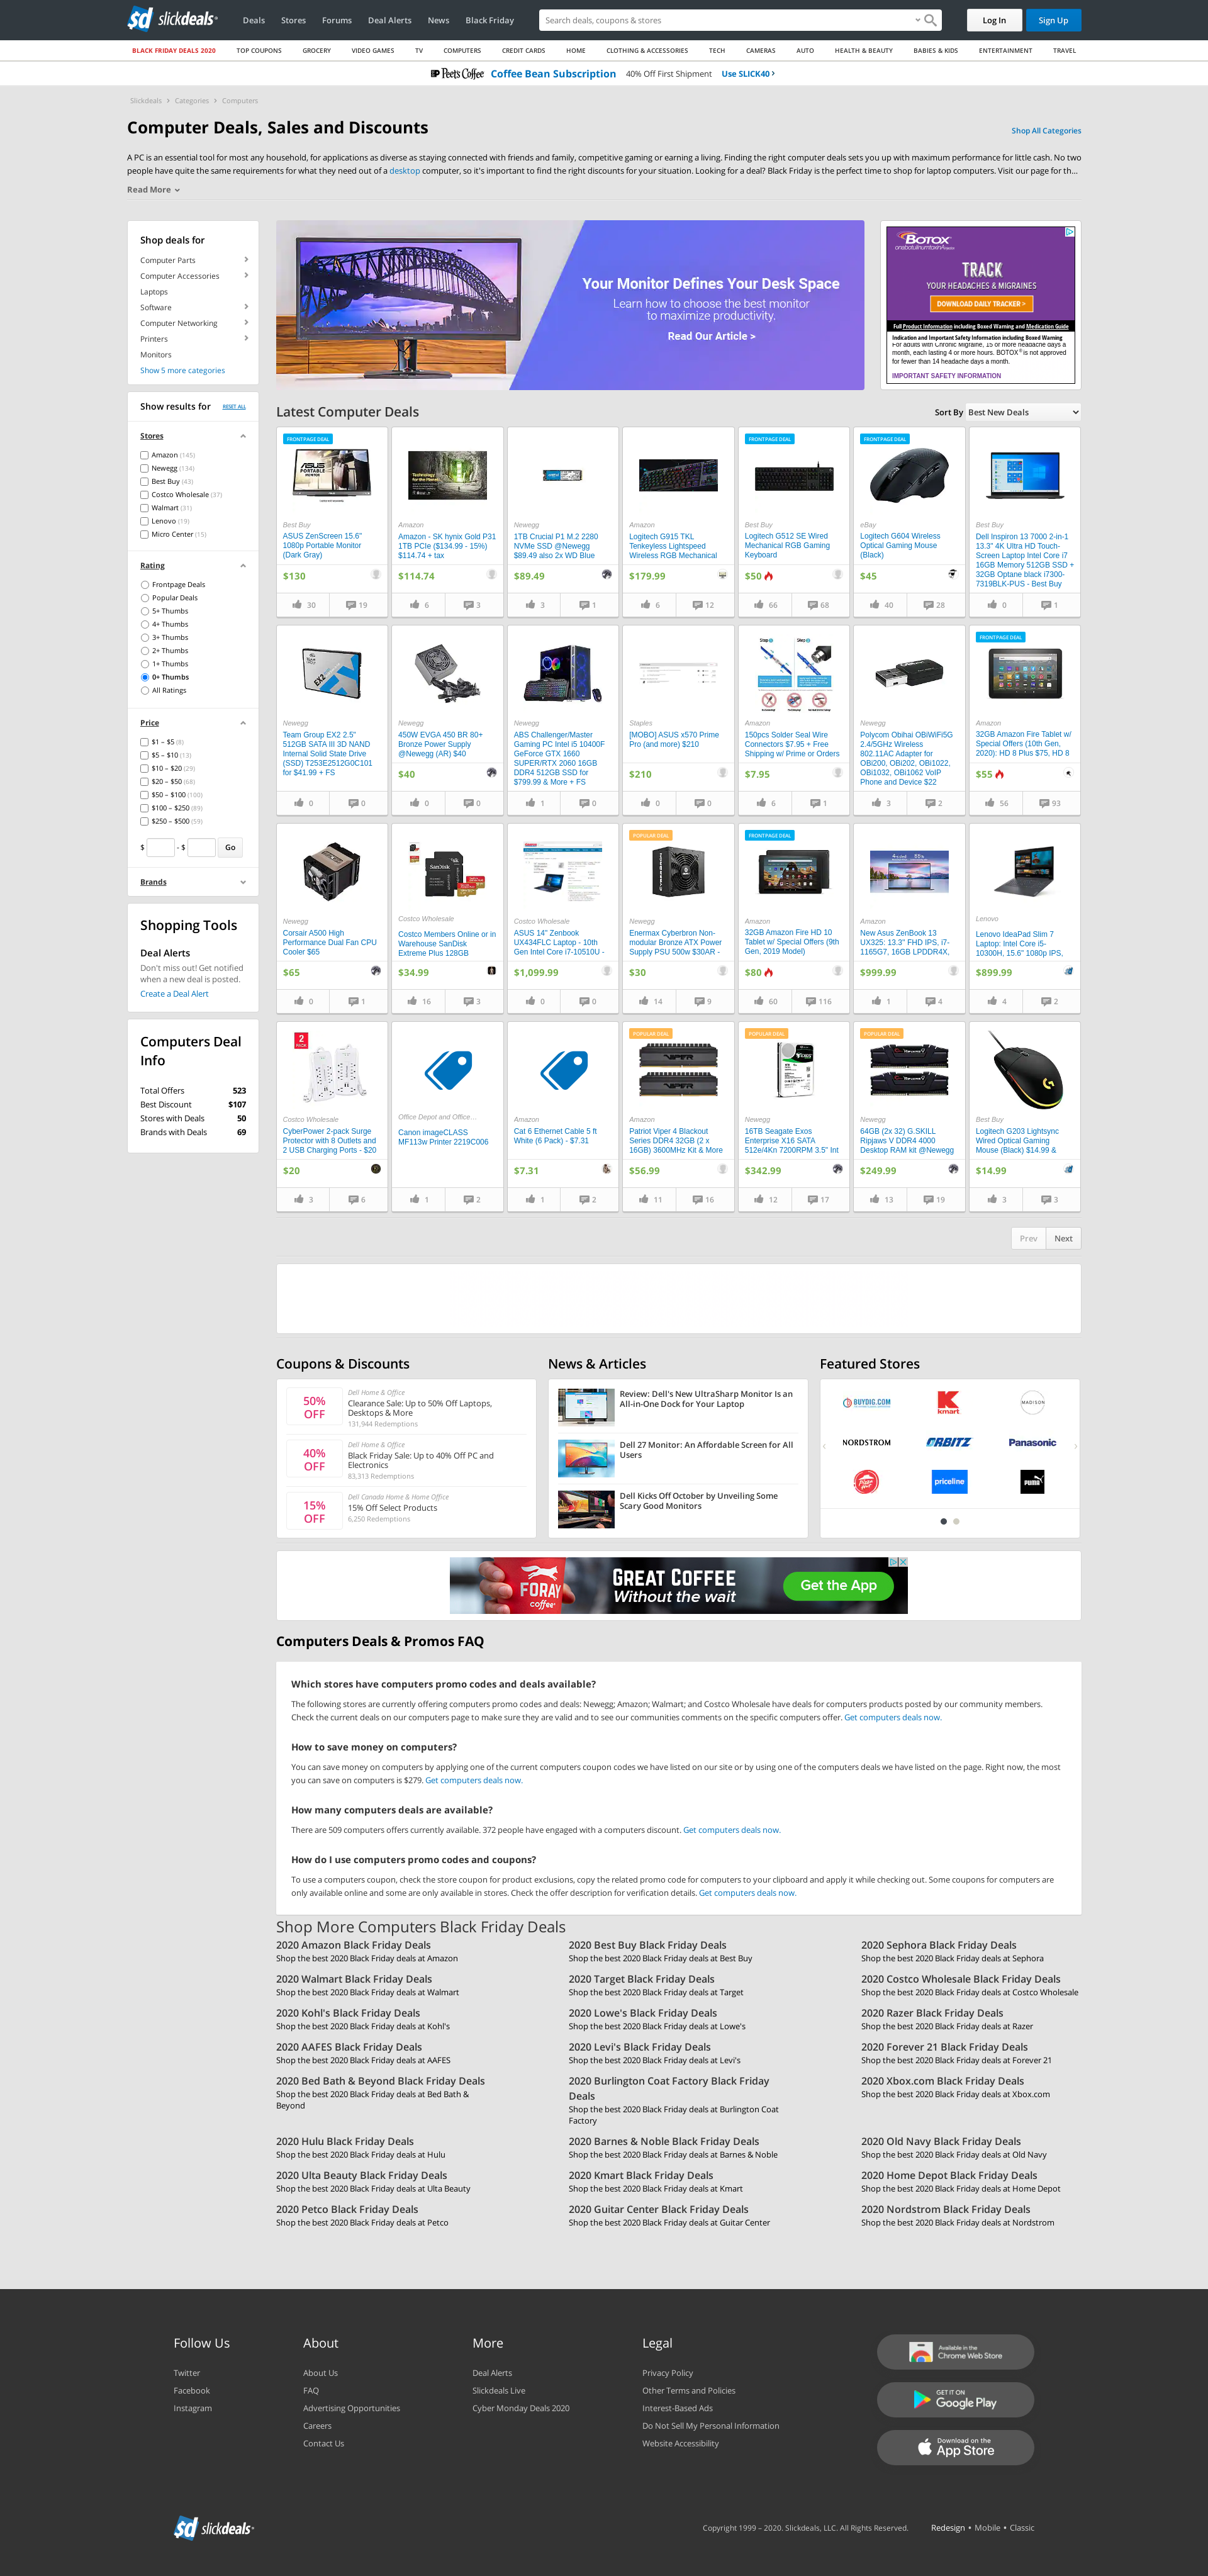 slickdeals
Deals
Stores
Forums
Deal Alerts
News
Black Friday
Search deals, coupons & stores
Log In
Sign Up
BLACK FRIDAY DEALS 2020
TOP COUPONS
GROCERY
VIDEO GAMES
TV
COMPUTERS
CREDIT CARDS
HOME
CLOTHING & ACCESSORIES
TECH
CAMERAS
AUTO
HEALTH & BEAUTY
BABIES & KIDS
ENTERTAINMENT
TRAVEL
Peet's Coffee
Coffee Bean Subscription
40% Off First Shipment
Use SLICK40
Slickdeals > Categories > Computers
Computer Deals, Sales and Discounts
Shop All Categories
A PC is an essential tool for most any household, for applications as diverse as staying connected with friends and family, competitive gaming or earning a living. Finding the right computer deals sets you up with maximum performance for little cash. No two
people have quite the same requirements for what they need out of a desktop computer, so it's important to find the right discounts for your situation. Looking for a deal? Black Friday is the perfect time to shop for laptop computers. Visit our page for th...
Read More
Shop deals for
Computer Parts
Computer Accessories
Laptops
Software
Computer Networking
Printers
Monitors
Show 5 more categories
Your Monitor Defines Your Desk Space
Learn how to choose the best monitor
to maximize productivity.
Read Our Article >
BOTOX
onabotulinumtoxinA
TRACK
YOUR HEADACHES & MIGRAINES
DOWNLOAD DAILY TRACKER >
Full Product Information including Boxed Warning and Medication Guide
Indication and Important Safety Information including Boxed Warning
For adults with Chronic Migraine, 15 or more headache days a
month, each lasting 4 or more hours. BOTOX® is not approved
for fewer than 14 headache days a month.
IMPORTANT SAFETY INFORMATION
Show results for
RESET ALL
Stores
Amazon (145)
Newegg (134)
Best Buy (43)
Costco Wholesale (37)
Walmart (31)
Lenovo (19)
Micro Center (15)
Rating
Frontpage Deals
Popular Deals
5+ Thumbs
4+ Thumbs
3+ Thumbs
2+ Thumbs
1+ Thumbs
0+ Thumbs
All Ratings
Price
$1 – $5 (8)
$5 – $10 (13)
$10 – $20 (29)
$20 – $50 (68)
$50 – $100 (100)
$100 – $250 (89)
$250 – $500 (59)
$ - $ Go
Brands
Shopping Tools
Deal Alerts
Don't miss out! Get notified
when a new deal is posted.
Create a Deal Alert
Computers Deal
Info
Total Offers 523
Best Discount $107
Stores with Deals 50
Brands with Deals 69
Latest Computer Deals
Sort By Best New Deals
FRONTPAGE DEAL
ASUS
PORTABLE
MONITOR
Best Buy
ASUS ZenScreen 15.6"
1080p Portable Monitor
(Dark Gray)
$130
30 19
Amazon
Amazon - SK hynix Gold P31
1TB PCIe ($134.99 - 15%)
$114.74 + tax
$114.74
6 3
Newegg
1TB Crucial P1 M.2 2280
NVMe SSD @Newegg
$89.49 also 2x WD Blue
$89.49
3 1
Amazon
Logitech G915 TKL
Tenkeyless Lightspeed
Wireless RGB Mechanical
$179.99
6 12
FRONTPAGE DEAL
Best Buy
Logitech G512 SE Wired
Mechanical RGB Gaming
Keyboard
$50
66 68
FRONTPAGE DEAL
eBay
Logitech G604 Wireless
Optical Gaming Mouse
(Black)
$45
40 28
Best Buy
Dell Inspiron 13 7000 2-in-1
13.3" 4K Ultra HD Touch-
Screen Laptop Intel Core i7
16GB Memory 512GB SSD +
32GB Optane black i7300-
7319BLK-PUS - Best Buy
0 1
EX2
Newegg
Team Group EX2 2.5"
512GB SATA III 3D NAND
Internal Solid State Drive
(SSD) T253E2512G0C101
for $41.99 + FS
0 0
Newegg
450W EVGA 450 BR 80+
Bronze Power Supply
@Newegg (AR) $40
$40
0 0
Newegg
ABS Challenger/Master
Gaming PC Intel i5 10400F
GeForce GTX 1660
SUPER/RTX 2060 16GB
DDR4 512GB SSD for
$799.99 & More + FS
1 0
Staples
[MOBO] ASUS x570 Prime
Pro (and more) $210
$210
0 0
Amazon
150pcs Solder Seal Wire
Connectors $7.95 + Free
Shipping w/ Prime or Orders
$7.95
6 1
Newegg
Polycom Obihai OBiWiFi5G
2.4/5GHz Wireless
802.11AC Adapter for
OBi200, OBi202, OBi1022,
OBi1032, OBi1062 VoIP
Phone and Device $22
3 2
FRONTPAGE DEAL
Amazon
32GB Amazon Fire Tablet w/
Special Offers (10th Gen,
2020): HD 8 Plus $75, HD 8
$55
56 93
Newegg
Corsair A500 High
Performance Dual Fan CPU
Cooler $65
$65
0 1
SanDisk
Costco Wholesale
Costco Members Online or in
Warehouse SanDisk
Extreme Plus 128GB
$34.99
16 3
Costco Wholesale
ASUS 14" Zenbook
UX434FLC Laptop - 10th
Gen Intel Core i7-10510U -
$1,099.99
0 0
POPULAR DEAL
Newegg
Enermax Cyberbron Non-
modular Bronze ATX Power
Supply PSU 500w $30AR -
$30
14 9
FRONTPAGE DEAL
Amazon
32GB Amazon Fire HD 10
Tablet w/ Special Offers (9th
Gen, 2019 Model)
$80
60 116
Amazon
New Asus ZenBook 13
UX325: 13.3" FHD IPS, i7-
1165G7, 16GB LPDDR4X,
$999.99
1 4
Lenovo
Lenovo IdeaPad Slim 7
Laptop: Intel Core i5-
10300H, 15.6" 1080p IPS,
$899.99
4 2
2
PACK
Costco Wholesale
CyberPower 2-pack Surge
Protector with 8 Outlets and
2 USB Charging Ports - $20
$20
3 6
Office Depot and Office...
Canon imageCLASS
MF113w Printer 2219C006
1 2
Amazon
Cat 6 Ethernet Cable 5 ft
White (6 Pack) - $7.31
$7.31
1 2
POPULAR DEAL
VIPER
VIPER
Amazon
Patriot Viper 4 Blackout
Series DDR4 32GB (2 x
16GB) 3600MHz Kit & More
$56.99
11 16
POPULAR DEAL
Newegg
16TB Seagate Exos
Enterprise X16 SATA
512e/4Kn 7200RPM 3.5" Int
$342.99
12 17
POPULAR DEAL
Newegg
64GB (2x 32) G.SKILL
Ripjaws V DDR4 4000
Desktop RAM kit @Newegg
$249.99
13 19
Best Buy
Logitech G203 Lightsync
Wired Optical Gaming
Mouse (Black) $14.99 &
$14.99
3 3
Prev
Next
Coupons & Discounts
50%
OFF
Dell Home & Office
Clearance Sale: Up to 50% Off Laptops,
Desktops & More
131,944 Redemptions
40%
OFF
Dell Home & Office
Black Friday Sale: Up to 40% Off PC and
Electronics
83,313 Redemptions
15%
OFF
Dell Canada Home & Home Office
15% Off Select Products
6,250 Redemptions
News & Articles
Review: Dell's New UltraSharp Monitor Is an
All-in-One Dock for Your Laptop
Dell 27 Monitor: An Affordable Screen for All
Users
Dell Kicks Off October by Unveiling Some
Scary Good Monitors
Featured Stores
BUYDIG.COM
kmart
MADISON
NORDSTROM
ORBITZ
Panasonic
Pizza Hut
priceline
PUMA
FORAY
coffee
GREAT COFFEE
Without the wait
Get the App
Computers Deals & Promos FAQ
Which stores have computers promo codes and deals available?
The following stores are currently offering computers promo codes and deals: Newegg; Amazon; Walmart; and Costco Wholesale have deals for computers products posted by our community members.
Check the current deals on our computers page to make sure they are valid and to see our communities comments on the specific computers offer. Get computers deals now.
How to save money on computers?
You can save money on computers by applying one of the current computers coupon codes we have listed on our site or by using one of the computers deals we have listed on the page. Right now, the most
you can save on computers is $279. Get computers deals now.
How many computers deals are available?
There are 509 computers offers currently available. 372 people have engaged with a computers discount. Get computers deals now.
How do I use computers promo codes and coupons?
To use a computers coupon, check the store coupon for product exclusions, copy the related promo code for computers to your clipboard and apply it while checking out. Some coupons for computers are
only available online and some are only available in stores. Check the offer description for verification details. Get computers deals now.
Shop More Computers Black Friday Deals
2020 Amazon Black Friday Deals
Shop the best 2020 Black Friday deals at Amazon
2020 Best Buy Black Friday Deals
Shop the best 2020 Black Friday deals at Best Buy
2020 Sephora Black Friday Deals
Shop the best 2020 Black Friday deals at Sephora
2020 Walmart Black Friday Deals
Shop the best 2020 Black Friday deals at Walmart
2020 Target Black Friday Deals
Shop the best 2020 Black Friday deals at Target
2020 Costco Wholesale Black Friday Deals
Shop the best 2020 Black Friday deals at Costco Wholesale
2020 Kohl's Black Friday Deals
Shop the best 2020 Black Friday deals at Kohl's
2020 Lowe's Black Friday Deals
Shop the best 2020 Black Friday deals at Lowe's
2020 Razer Black Friday Deals
Shop the best 2020 Black Friday deals at Razer
2020 AAFES Black Friday Deals
Shop the best 2020 Black Friday deals at AAFES
2020 Levi's Black Friday Deals
Shop the best 2020 Black Friday deals at Levi's
2020 Forever 21 Black Friday Deals
Shop the best 2020 Black Friday deals at Forever 21
2020 Bed Bath & Beyond Black Friday Deals
Shop the best 2020 Black Friday deals at Bed Bath &
Beyond
2020 Burlington Coat Factory Black Friday
Deals
Shop the best 2020 Black Friday deals at Burlington Coat
Factory
2020 Xbox.com Black Friday Deals
Shop the best 2020 Black Friday deals at Xbox.com
2020 Hulu Black Friday Deals
Shop the best 2020 Black Friday deals at Hulu
2020 Barnes & Noble Black Friday Deals
Shop the best 2020 Black Friday deals at Barnes & Noble
2020 Old Navy Black Friday Deals
Shop the best 2020 Black Friday deals at Old Navy
2020 Ulta Beauty Black Friday Deals
Shop the best 2020 Black Friday deals at Ulta Beauty
2020 Kmart Black Friday Deals
Shop the best 2020 Black Friday deals at Kmart
2020 Home Depot Black Friday Deals
Shop the best 2020 Black Friday deals at Home Depot
2020 Petco Black Friday Deals
Shop the best 2020 Black Friday deals at Petco
2020 Guitar Center Black Friday Deals
Shop the best 2020 Black Friday deals at Guitar Center
2020 Nordstrom Black Friday Deals
Shop the best 2020 Black Friday deals at Nordstrom
Follow Us
Twitter
Facebook
Instagram
About
About Us
FAQ
Advertising Opportunities
Careers
Contact Us
More
Deal Alerts
Slickdeals Live
Cyber Monday Deals 2020
Legal
Privacy Policy
Other Terms and Policies
Interest-Based Ads
Do Not Sell My Personal Information
Website Accessibility
Available in the
Chrome Web Store
GET IT ON
Google Play
Download on the
App Store
slickdeals
Copyright 1999 – 2020. Slickdeals, LLC. All Rights Reserved.
Redesign • Mobile • Classic